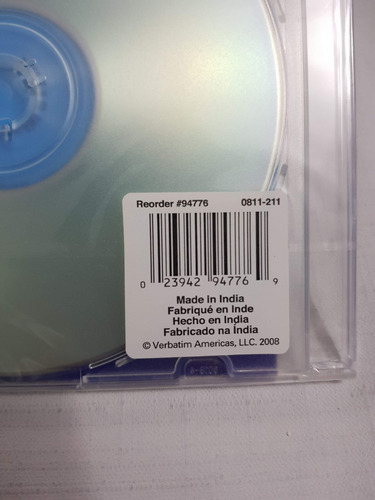 Reorder #94776 0811-211
0 23942 94776 9
Made in India
Fabriqué en Inde
Hecho en India
Fabricado na Índia
© Verbatim Americas, LLC. 2008